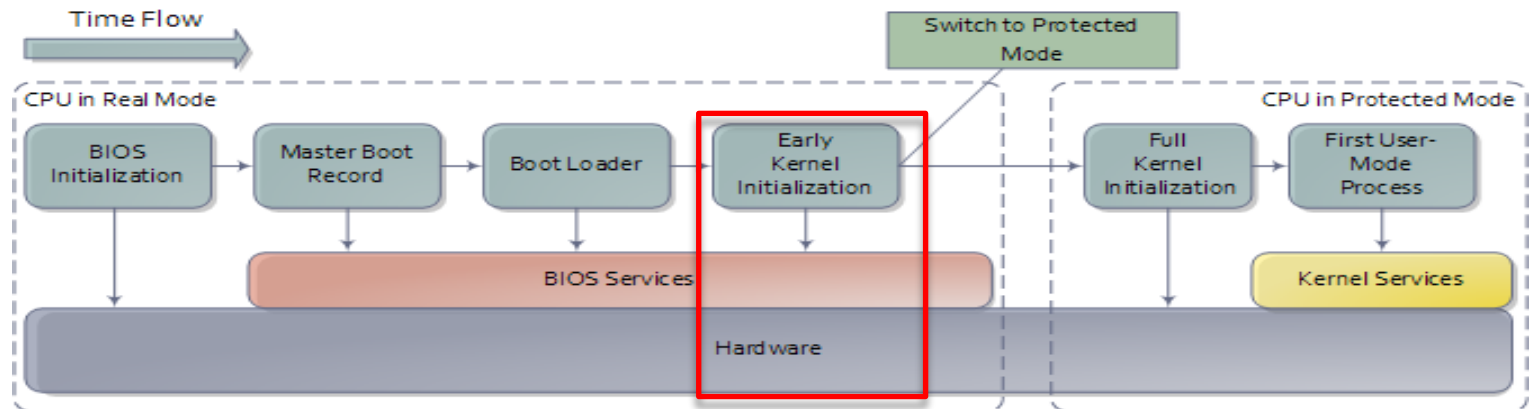 Time Flow
Switch to Protected
Mode
CPU in Real Mode
CPU in Protected Mode
BIOS
Initialization
Master Boot
Record
Boot Loader
Early
Kernel
Initialization
Full
Kernel
Initialization
First User-
Mode
Process
BIOS Services
Kernel Services
Hardware